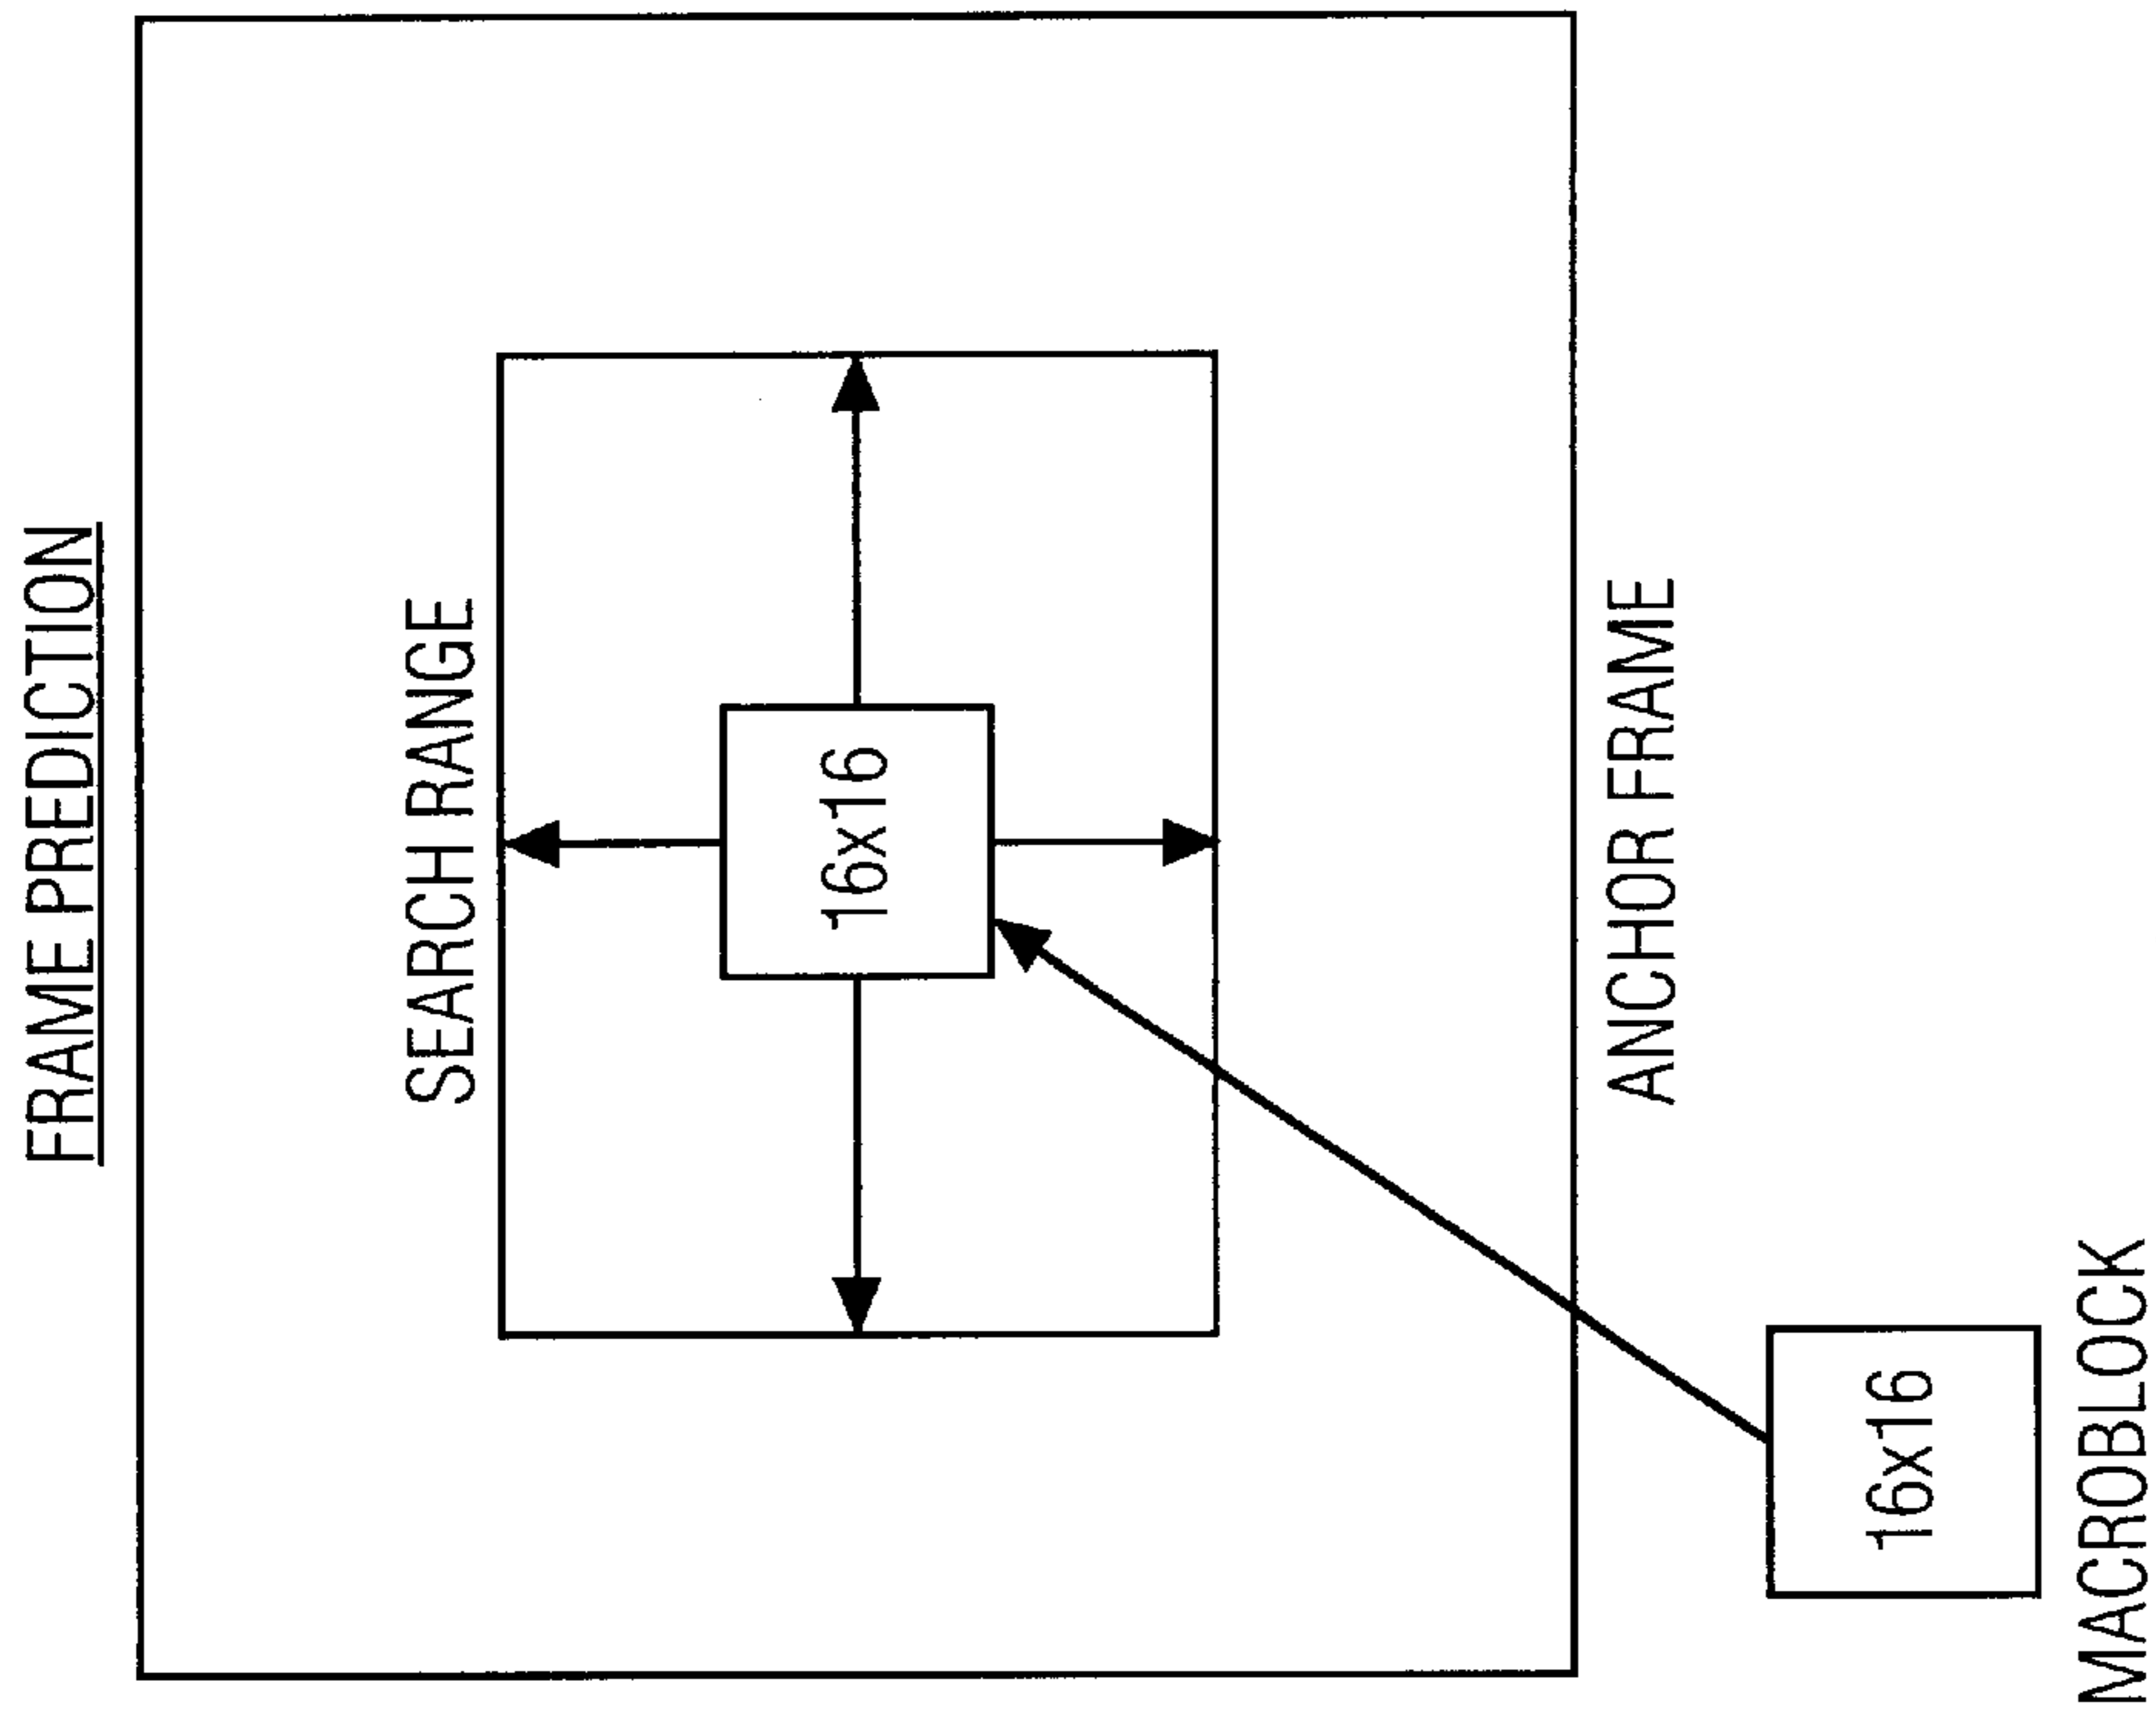 FRAME PREDICTION
SEARCH RANGE
16x16
ANCHOR FRAME
16x16
MACROBLOCK